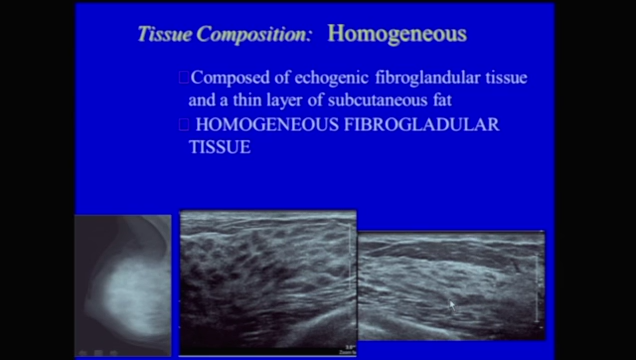 Tissue Composition: Homogeneous
Composed of echogenic fibroglandular tissue
and a thin layer of subcutaneous fat
HOMOGENEOUS FIBROGLADULAR
TISSUE